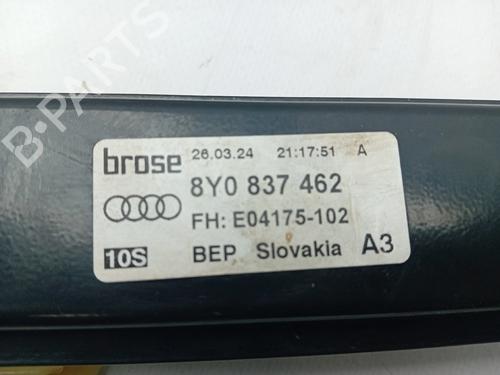 B-PARTS
brose 26.03.24 21:17:51 A
8Y0 837 462
FH: E04175-102
10S BEP Slovakia A3